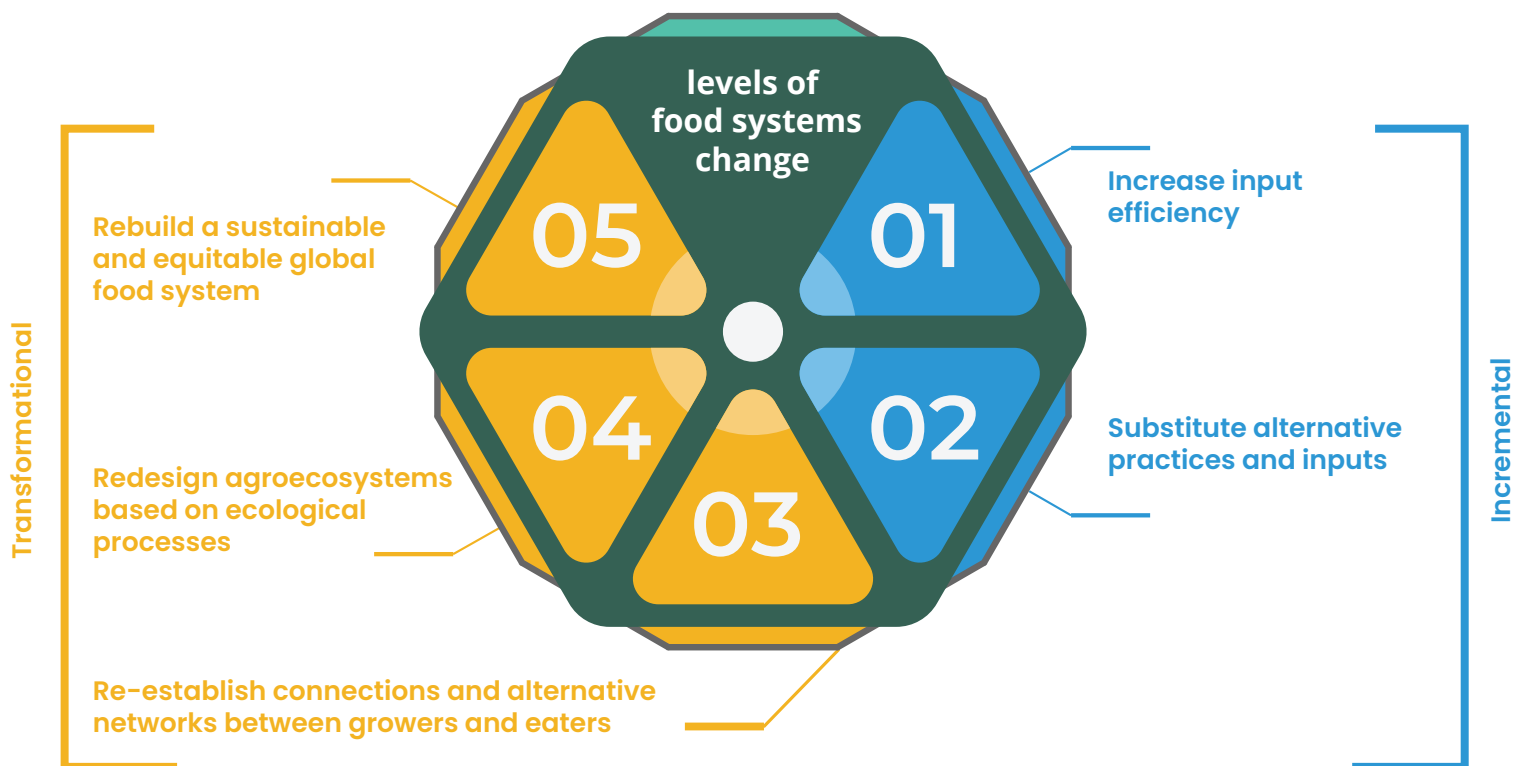 levels of
food systems
change
01
Increase input
efficiency
02
Substitute alternative
practices and inputs
Incremental
03
Re-establish connections and alternative
networks between growers and eaters
04
Redesign agroecosystems
based on ecological
processes
05
Rebuild a sustainable
and equitable global
food system
Transformational